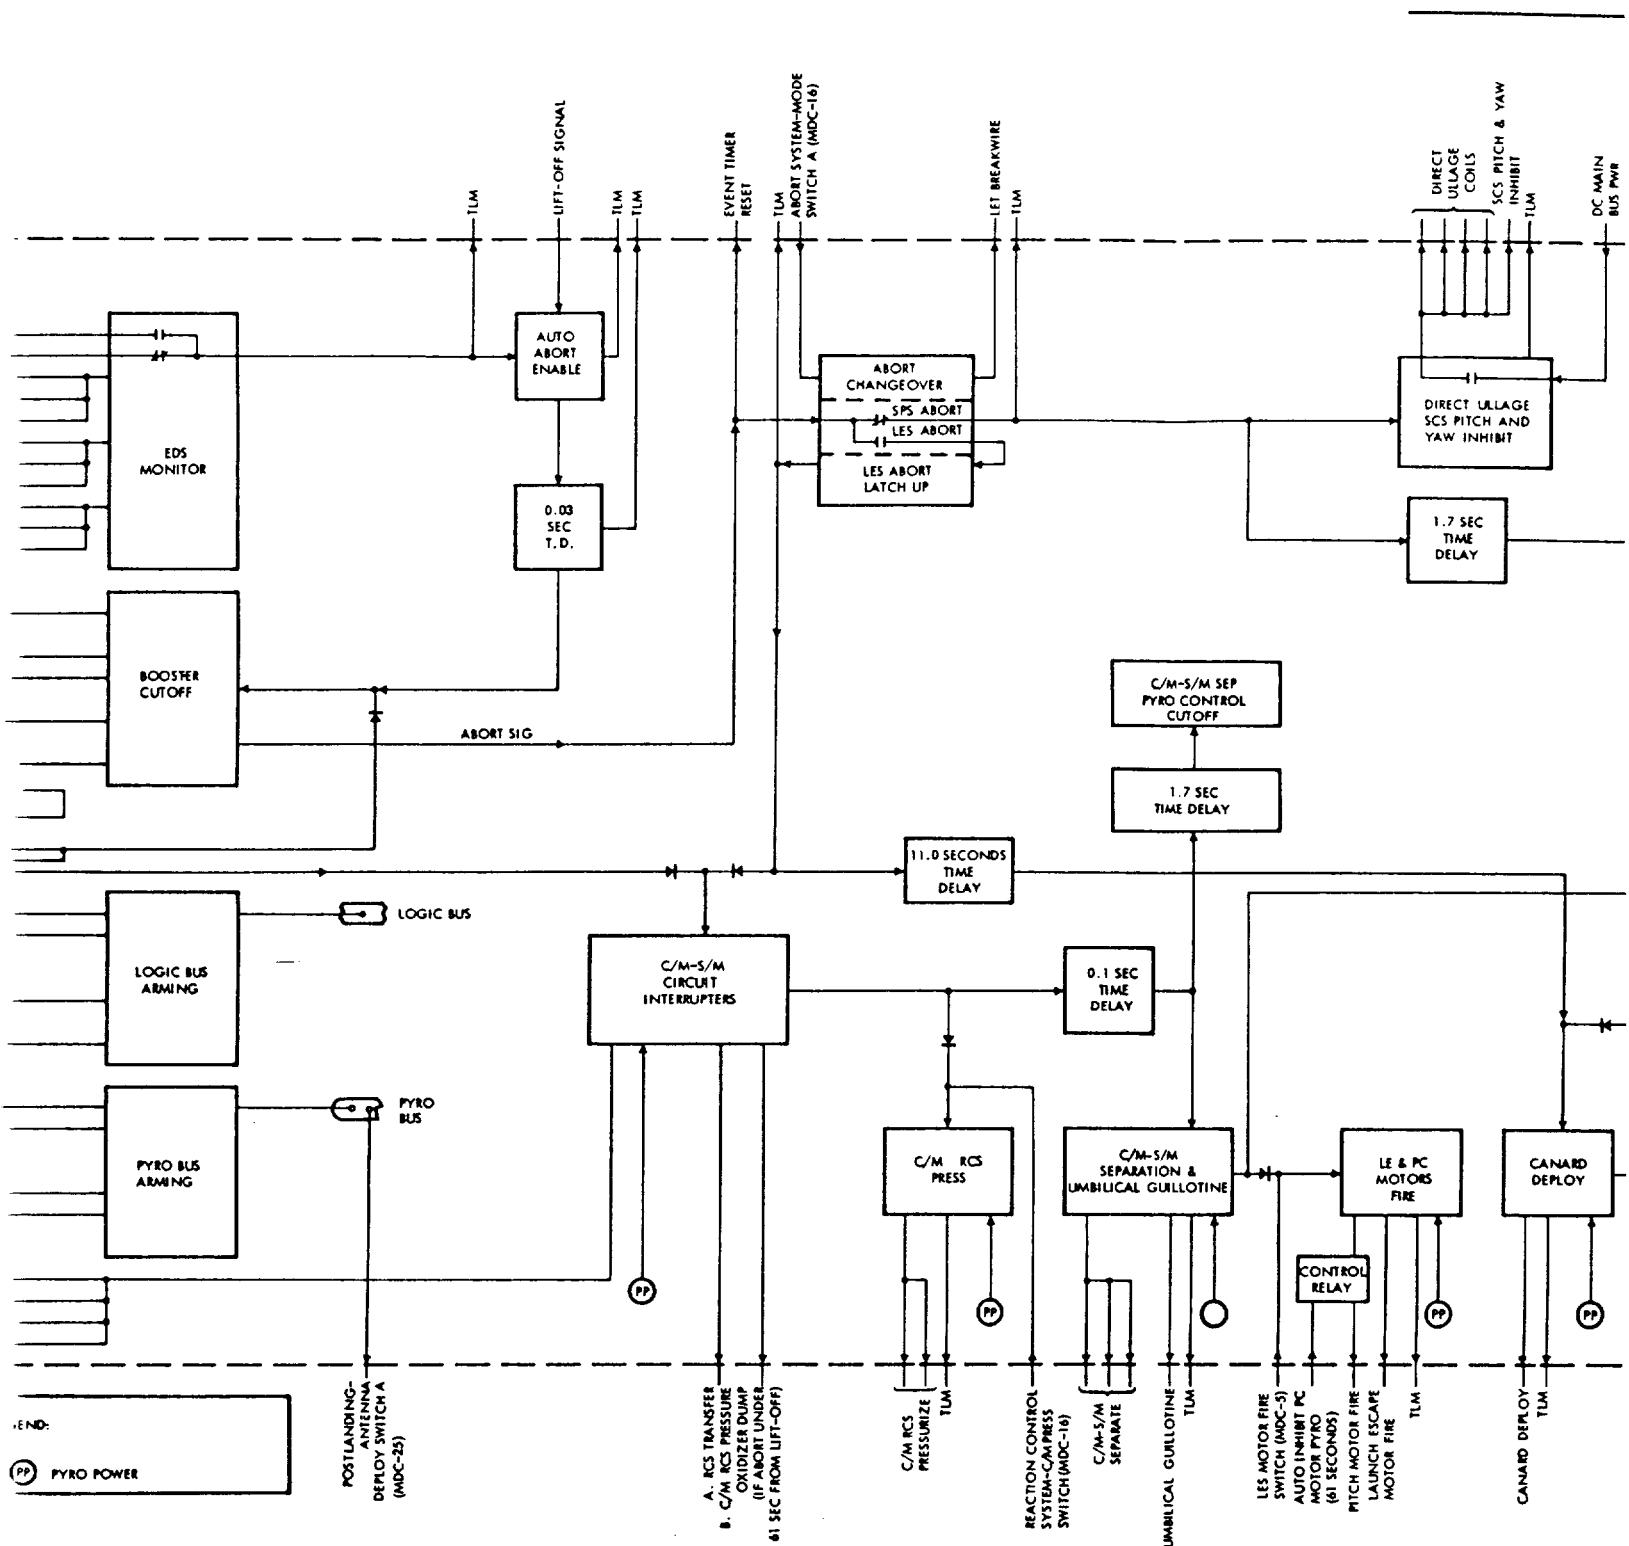 TLM
LIFT-OFF SIGNAL
TLM
TLM
EVENT TIMER
RESET
TLM
ABORT SYSTEM-MODE
SWITCH A (MDC-16)
LET BREAKWIRE
TLM
DIRECT
ULLAGE
COILS
SCS PITCH & YAW
INHIBIT
TLM
DC MAIN
BUS PWR
EDS
MONITOR
AUTO
ABORT
ENABLE
0.03
SEC
T.D.
ABORT
CHANGEOVER
SPS ABORT
LES ABORT
LES ABORT
LATCH UP
DIRECT ULLAGE
SCS PITCH AND
YAW INHIBIT
1.7 SEC
TIME
DELAY
BOOSTER
CUTOFF
ABORT SIG
C/M-S/M SEP
PYRO CONTROL
CUTOFF
1.7 SEC
TIME DELAY
11.0 SECONDS
TIME
DELAY
LOGIC BUS
ARMING
LOGIC BUS
C/M-S/M
CIRCUIT
INTERRUPTERS
0.1 SEC
TIME
DELAY
PYRO BUS
ARMING
PYRO
BUS
C/M RCS
PRESS
C/M-S/M
SEPARATION &
UMBILICAL GUILLOTINE
LE & PC
MOTORS
FIRE
CANARD
DEPLOY
CONTROL
RELAY
PP
PP
PP
PP
POSTLANDING-
ANTENNA
DEPLOY SWITCH A
(MDC-25)
A. RCS TRANSFER
B. C/M RCS PRESSURE
OXIDIZER DUMP
(IF ABORT UNDER
61 SEC FROM LIFT-OFF)
C/M RCS
PRESSURIZE
TLM
REACTION CONTROL
SYSTEM-C/M PRESS
SWITCH (MDC-16)
C/M-S/M
SEPARATE
UMBILICAL GUILLOTINE
TLM
LES MOTOR FIRE
SWITCH (MDC-5)
AUTO INHIBIT PC
MOTOR PYRO
(61 SECONDS)
PITCH MOTOR FIRE
LAUNCH ESCAPE
MOTOR FIRE
TLM
CANARD DEPLOY
TLM
END:
PP PYRO POWER